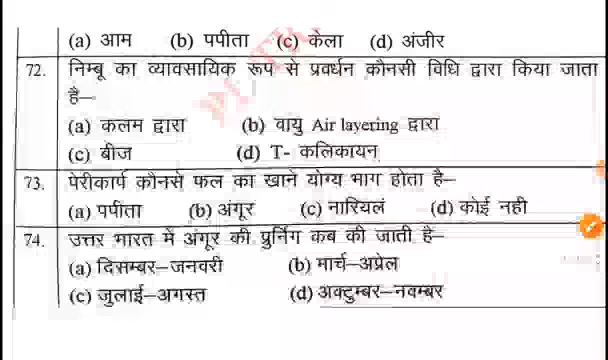 (a) आम (b) पपीता (c) केला (d) अंजीर
72. निम्बू का व्यावसायिक रूप से प्रवर्धन कौनसी विधि द्वारा किया जाता
है–
(a) कलम द्वारा (b) वायु Air layering द्वारा
(c) बीज (d) T- कलिकायन
73. पेरीकार्प कौनसे फल का खाने योग्य भाग होता है–
(a) पपीता (b) अंगूर (c) नारियल (d) कोई नही
74. उत्तर भारत में अंगूर की प्रुर्निग कब की जाती है–
(a) दिसम्बर–जनवरी (b) मार्च–अप्रेल
(c) जुलाई–अगस्त (d) अक्टुम्बर–नवम्बर